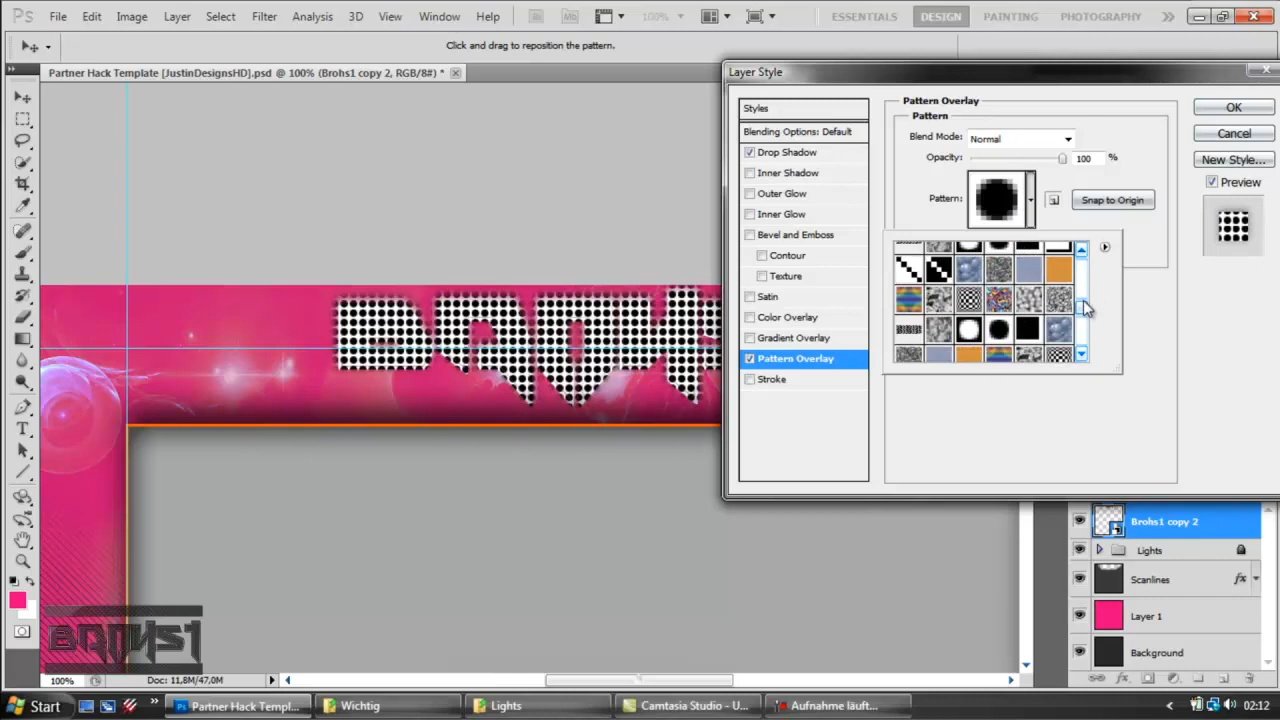 Ps File Edit Image Layer Select Filter Analysis 3D View Window Help Br Mb 100% ESSENTIALS DESIGN PAINTING PHOTOGRAPHY
Click and drag to reposition the pattern.
Partner Hack Template [JustinDesignsHD].psd @ 100% (Brohs1 copy 2, RGB/8#) *
Layer Style
Styles
Blending Options: Default
Drop Shadow
Inner Shadow
Outer Glow
Inner Glow
Bevel and Emboss
Contour
Texture
Satin
Color Overlay
Gradient Overlay
Pattern Overlay
Stroke
Pattern Overlay
Pattern
Blend Mode: Normal
Opacity: 100 %
Pattern: Snap to Origin
OK
Cancel
New Style...
Preview
Brohs1 copy 2
Lights
Scanlines fx
Layer 1
Background
BROHS1
100% Doc: 11,8M/47,0M
Start Partner Hack Templ... Wichtig Lights Camtasia Studio - U... Aufnahme läuft... 02:12